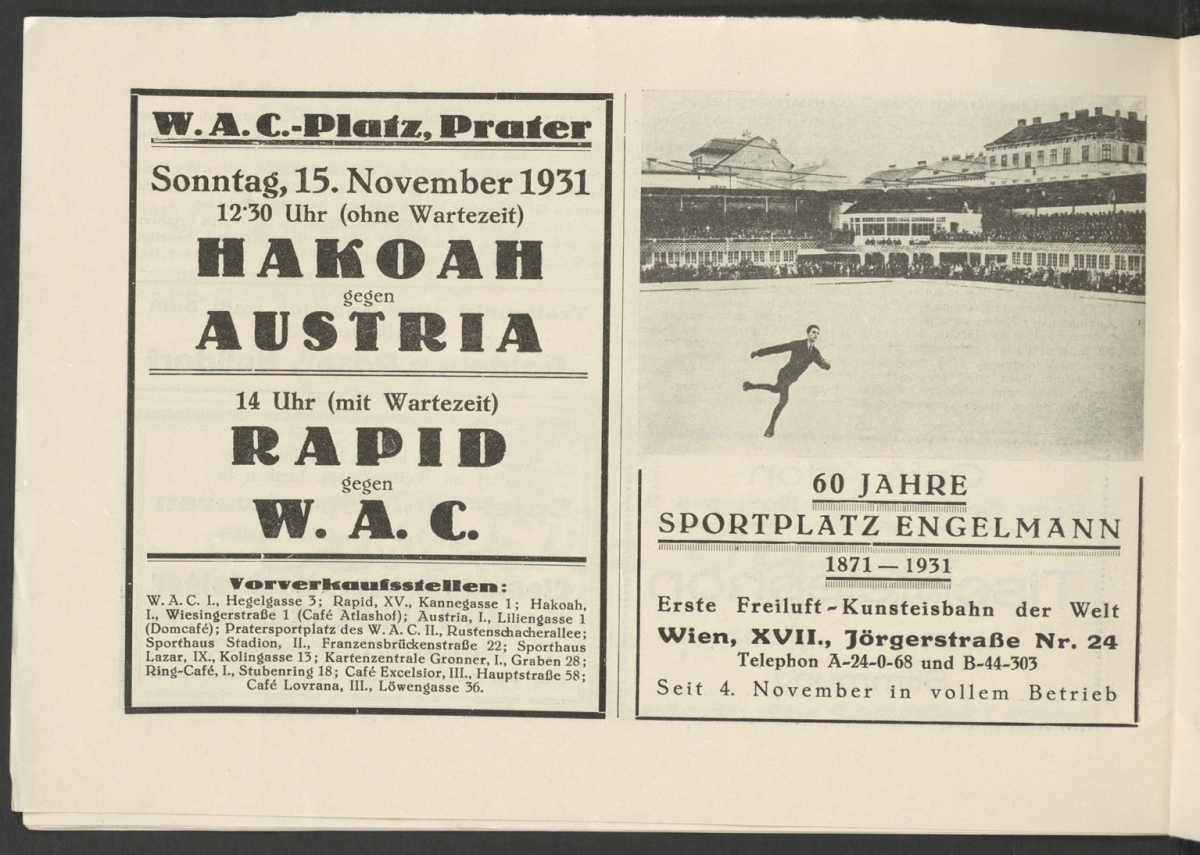 W. A. C.-Platz, Prater
Sonntag, 15. November 1931
12·30 Uhr (ohne Wartezeit)
HAKOAH
gegen
AUSTRIA
14 Uhr (mit Wartezeit)
RAPID
gegen
W. A. C.
Vorverkaufsstellen:
W. A. C. I., Hegelgasse 3; Rapid, XV., Kannegasse 1; Hakoah,
I., Wiesingerstraße 1 (Café Atlashof); Austria, I., Liliengasse 1
(Domcafé); Pratersportplatz des W. A. C. II., Rustenschacherallee;
Sporthaus Stadion, II., Franzensbrückenstraße 22; Sporthaus
Lazar, IX., Kolingasse 13; Kartenzentrale Gronner, I., Graben 28;
Ring-Café, I., Stubenring 18; Café Excelsior, III., Hauptstraße 58;
Café Lovrana, III., Löwengasse 36.
60 JAHRE
SPORTPLATZ ENGELMANN
1871 — 1931
Erste Freiluft-Kunsteisbahn der Welt
Wien, XVII., Jörgerstraße Nr. 24
Telephon A-24-0-68 und B-44-303
Seit 4. November in vollem Betrieb